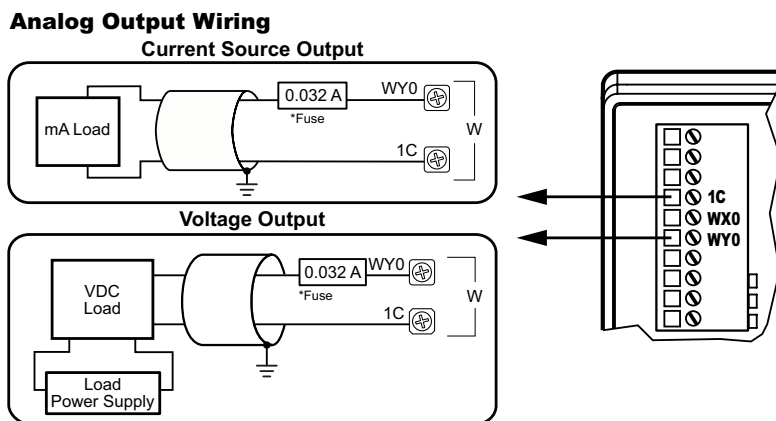 Analog Output Wiring
Current Source Output
mA Load
0.032 A
*Fuse
WY0
1C
W
Voltage Output
VDC
Load
0.032 A
*Fuse
WY0
1C
W
Load
Power Supply
1C
WX0
WY0